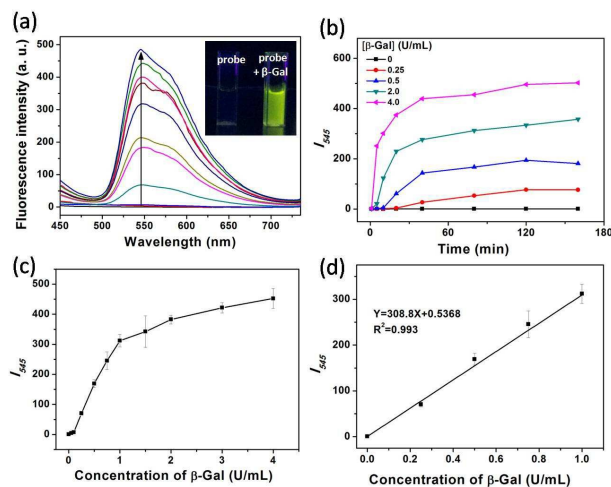 (a)
Fluorescence intensity (a. u.)
500
400
300
200
100
0
450
500
550
600
650
700
Wavelength (nm)
probe
probe
+ β-Gal
(b)
[β-Gal] (U/mL)
0
0.25
0.5
2.0
4.0
I545
600
400
200
0
0
60
120
180
Time (min)
(c)
I545
500
400
300
200
100
0
0
1
2
3
4
Concentration of β-Gal (U/mL)
(d)
Y=308.8X+0.5368
R²=0.993
I545
300
200
100
0
0.0
0.2
0.4
0.6
0.8
1.0
Concentration of β-Gal (U/mL)